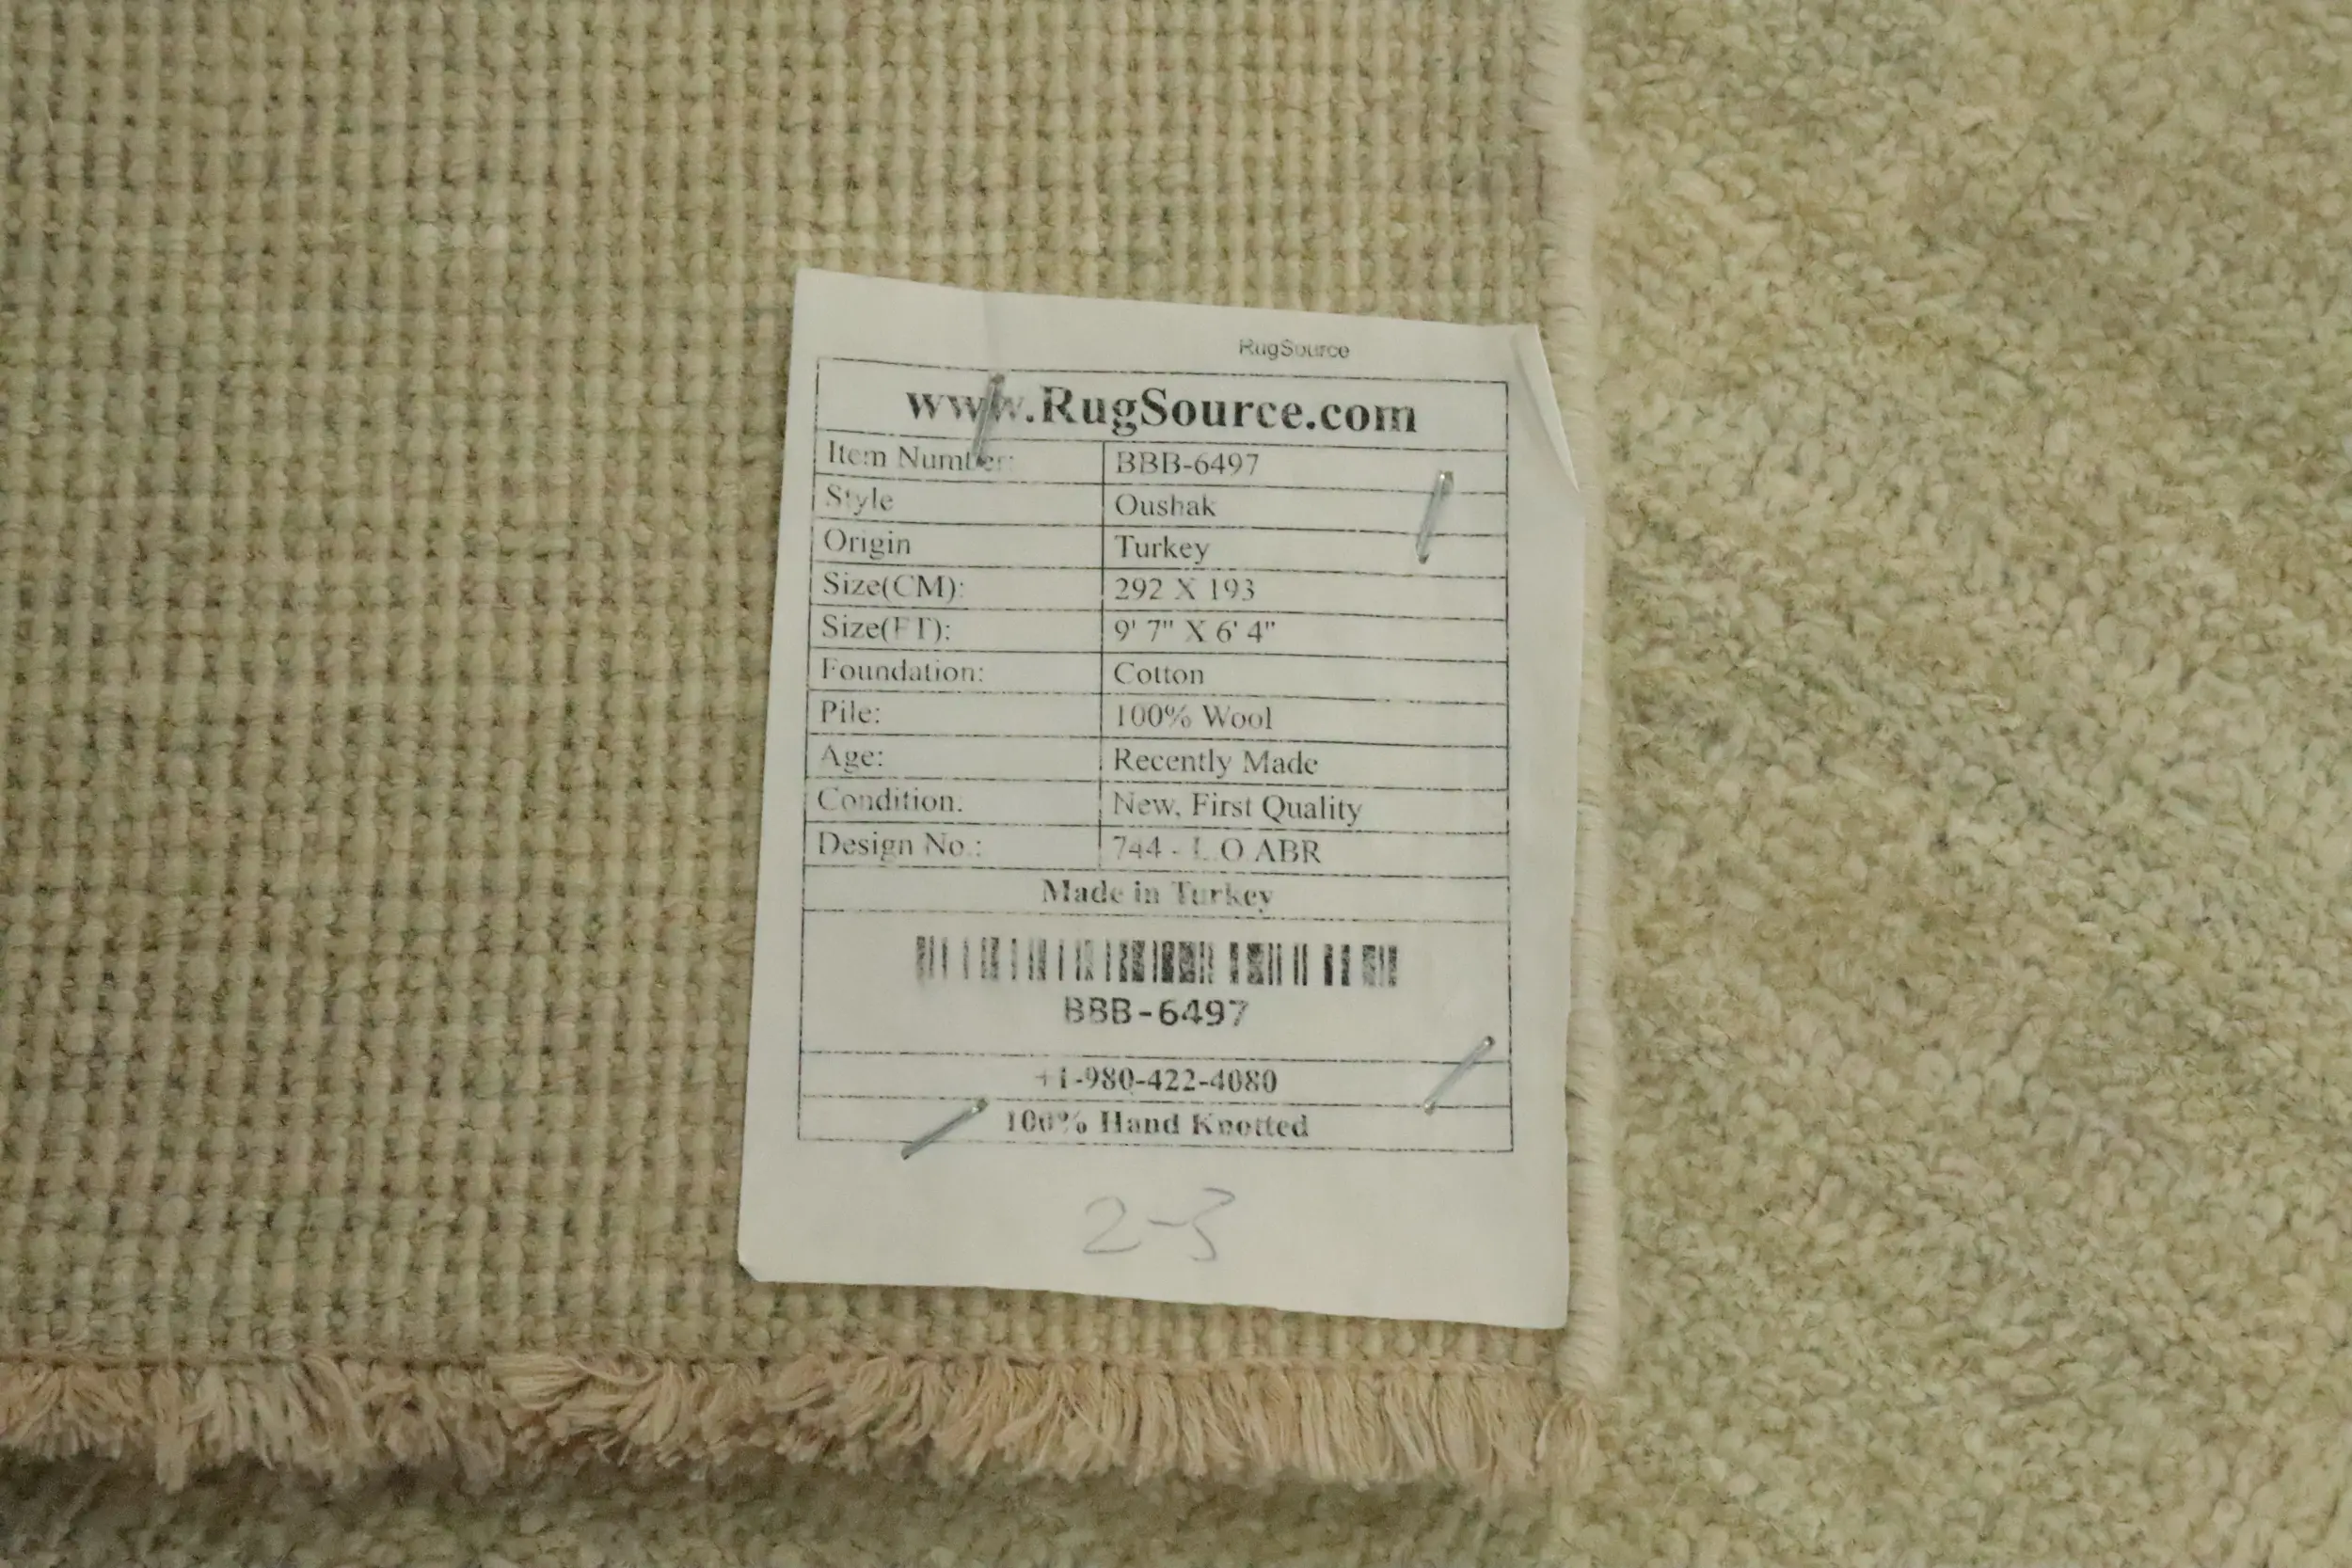 RugSource
www.RugSource.com
Item Number: BBB-6497
Style Oushak
Origin Turkey
Size(CM): 292 X 193
Size(FT): 9' 7" X 6' 4"
Foundation: Cotton
Pile: 100% Wool
Age: Recently Made
Condition: New, First Quality
Design No.: 744 - L O ABR
Made in Turkey
BBB-6497
+1-980-422-4080
100% Hand Knotted
2-3